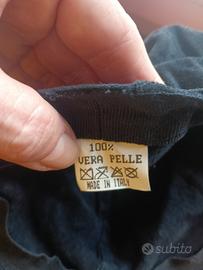 100%
VERA PELLE
MADE IN ITALY
subito